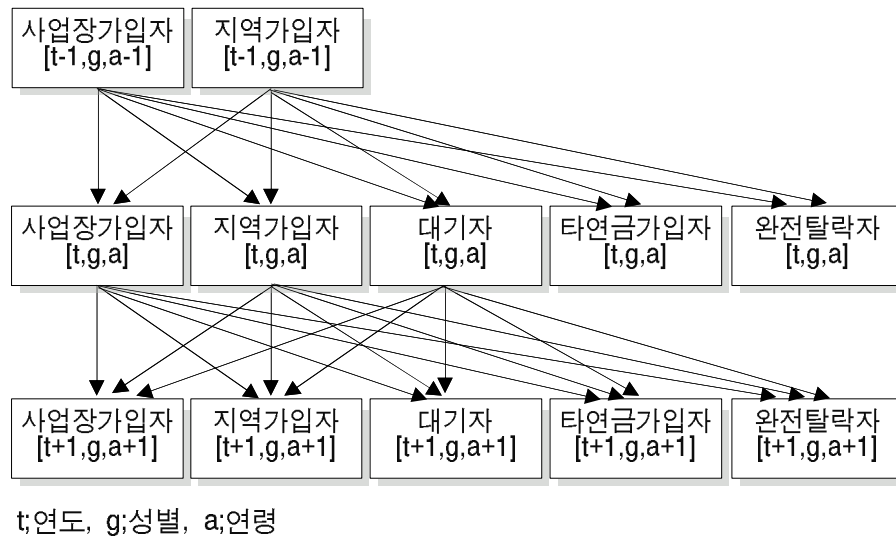 사업장가입자
[t-1,g,a-1]
지역가입자
[t-1,g,a-1]
사업장가입자
[t,g,a]
지역가입자
[t,g,a]
대기자
[t,g,a]
타연금가입자
[t,g,a]
완전탈락자
[t,g,a]
사업장가입자
[t+1,g,a+1]
지역가입자
[t+1,g,a+1]
대기자
[t+1,g,a+1]
타연금가입자
[t+1,g,a+1]
완전탈락자
[t+1,g,a+1]
t;연도, g;성별, a;연령